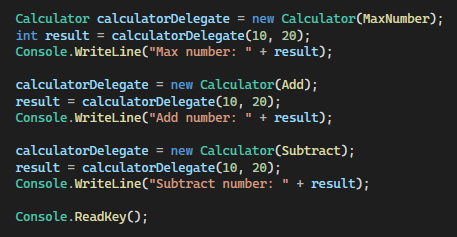 Calculator calculatorDelegate = new Calculator(MaxNumber);
int result = calculatorDelegate(10, 20);
Console.WriteLine("Max number: " + result);
calculatorDelegate = new Calculator(Add);
result = calculatorDelegate(10, 20);
Console.WriteLine("Add number: " + result);
calculatorDelegate = new Calculator(Subtract);
result = calculatorDelegate(10, 20);
Console.WriteLine("Subtract number: " + result);
Console.ReadKey();